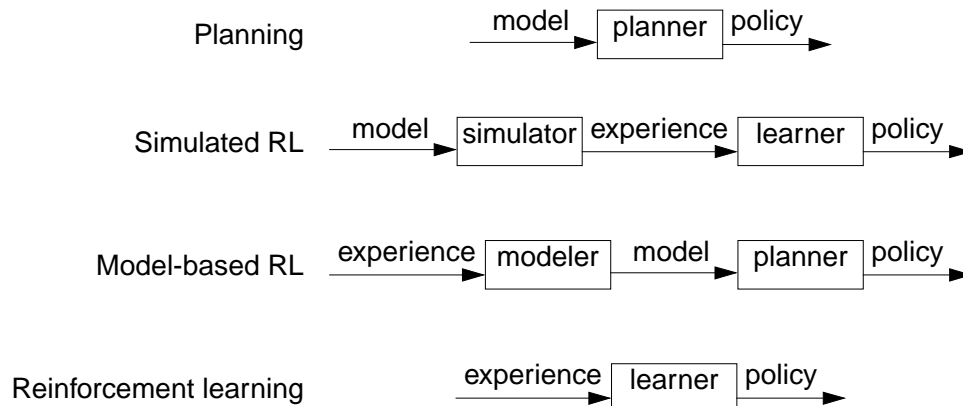 Planning model planner policy
Simulated RL model simulator experience learner policy
Model-based RL experience modeler model planner policy
Reinforcement learning experience learner policy